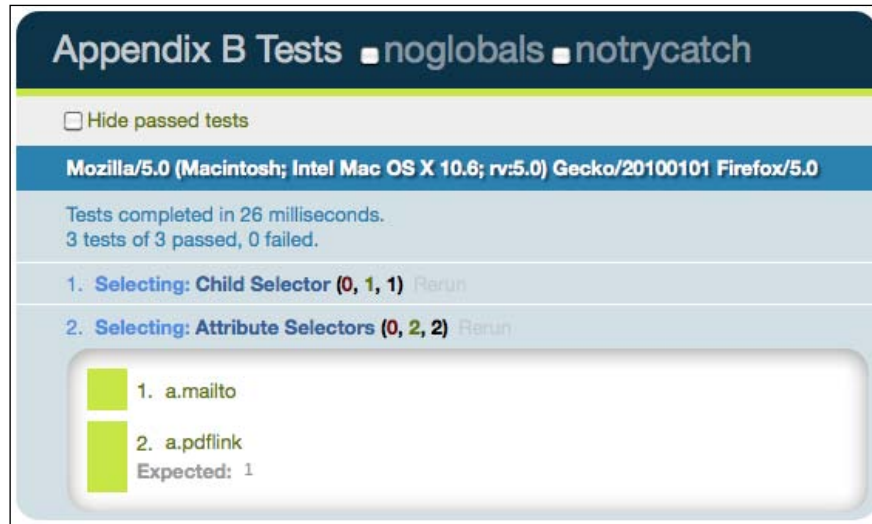 Appendix B Tests noglobals notrycatch
Hide passed tests
Mozilla/5.0 (Macintosh; Intel Mac OS X 10.6; rv:5.0) Gecko/20100101 Firefox/5.0
Tests completed in 26 milliseconds.
3 tests of 3 passed, 0 failed.
1. Selecting: Child Selector (0, 1, 1) Rerun
2. Selecting: Attribute Selectors (0, 2, 2) Rerun
1. a.mailto
2. a.pdflink
Expected: 1